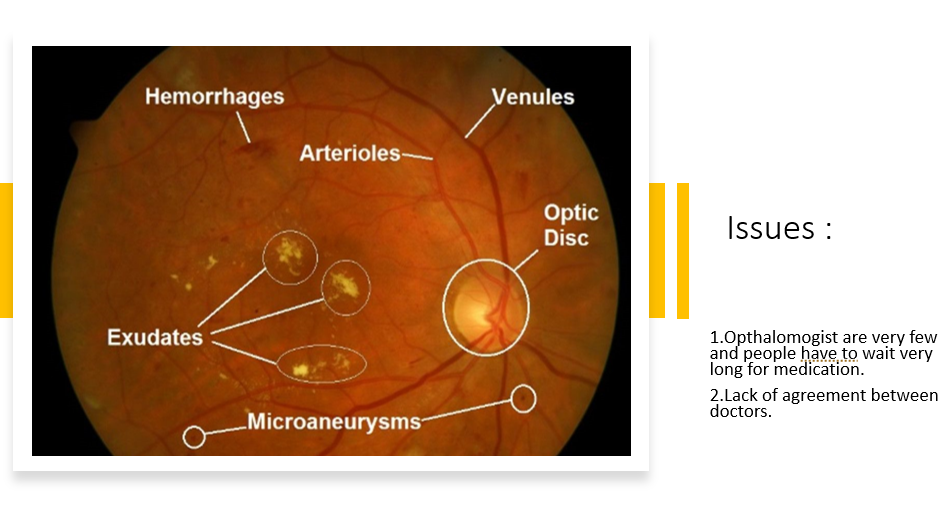 Hemorrhages
Venules
Arterioles
Optic
Disc
Exudates
Microaneurysms
Issues :
1.Opthalomogist are very few
and people have to wait very
long for medication.
2.Lack of agreement between
doctors.